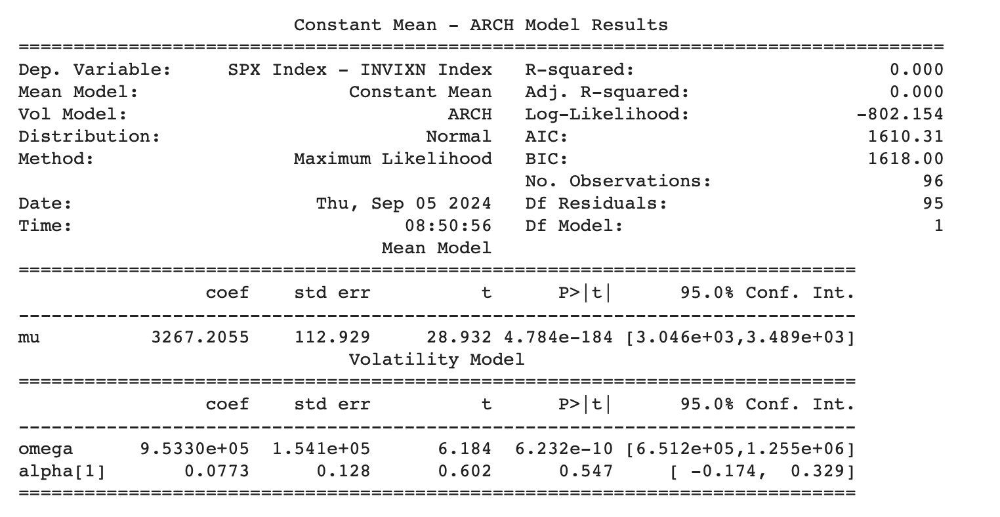 Constant Mean - ARCH Model Results
====================================================================================
Dep. Variable: SPX Index - INVIXN Index R-squared: 0.000
Mean Model: Constant Mean Adj. R-squared: 0.000
Vol Model: ARCH Log-Likelihood: -802.154
Distribution: Normal AIC: 1610.31
Method: Maximum Likelihood BIC: 1618.00
No. Observations: 96
Date: Thu, Sep 05 2024 Df Residuals: 95
Time: 08:50:56 Df Model: 1
Mean Model
============================================================================
coef std err t P>|t| 95.0% Conf. Int.
----------------------------------------------------------------------------
mu 3267.2055 112.929 28.932 4.784e-184 [3.046e+03,3.489e+03]
Volatility Model
============================================================================
coef std err t P>|t| 95.0% Conf. Int.
----------------------------------------------------------------------------
omega 9.5330e+05 1.541e+05 6.184 6.232e-10 [6.512e+05,1.255e+06]
alpha[1] 0.0773 0.128 0.602 0.547 [ -0.174, 0.329]
============================================================================